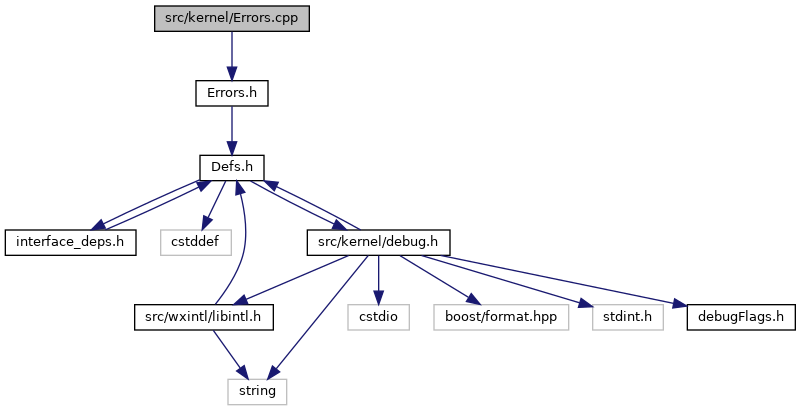 src/kernel/Errors.cpp
Errors.h
Defs.h
interface_deps.h
cstddef
src/kernel/debug.h
src/wxintl/libintl.h
cstdio
boost/format.hpp
stdint.h
debugFlags.h
string